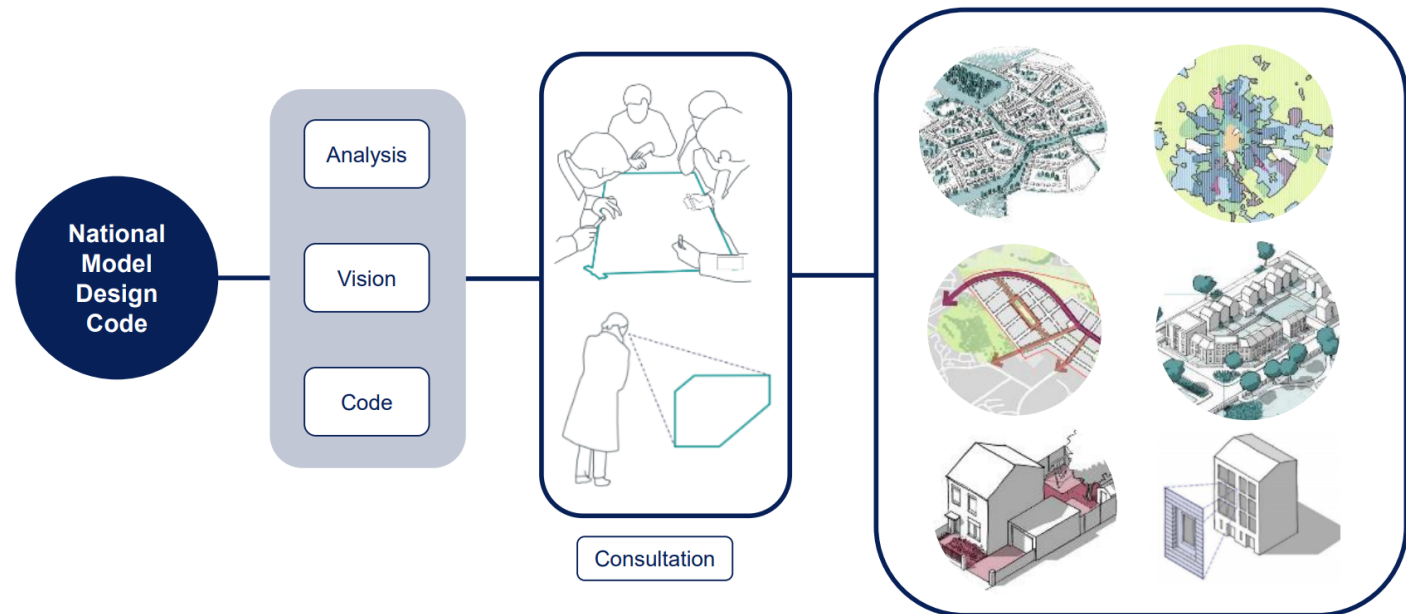 National
Model
Design
Code
Analysis
Vision
Code
Consultation